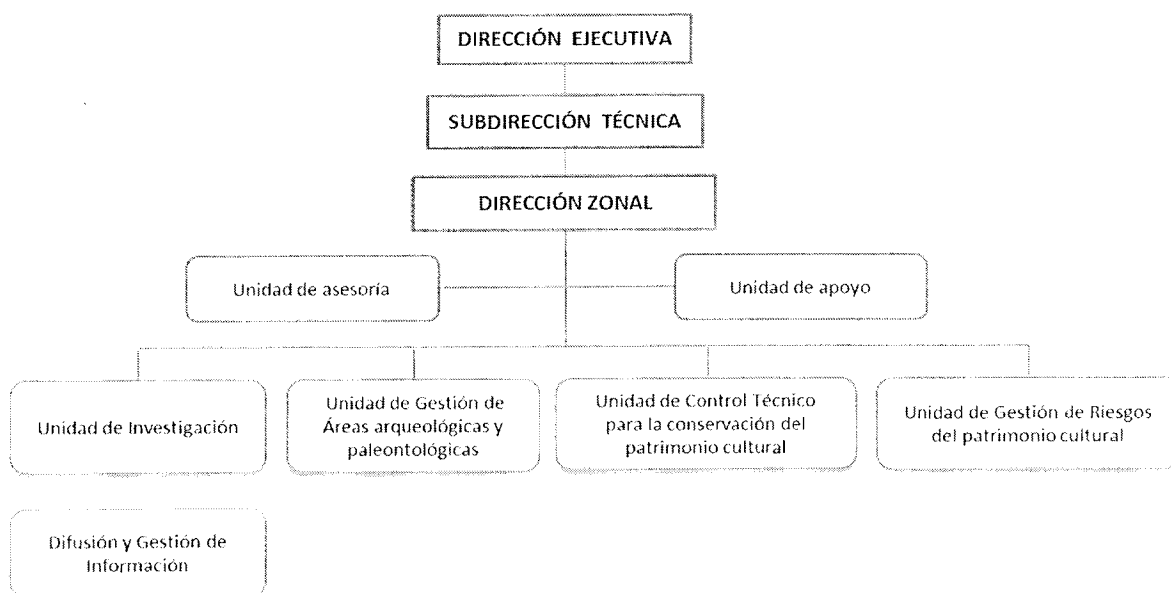 DIRECCIÓN EJECUTIVA
SUBDIRECCIÓN TÉCNICA
DIRECCIÓN ZONAL
Unidad de asesoría
Unidad de apoyo
Unidad de Investigación
Unidad de Gestión de
Áreas arqueológicas y
paleontológicas
Unidad de Control Técnico
para la conservación del
patrimonio cultural
Unidad de Gestión de Riesgos
del patrimonio cultural
Difusión y Gestión de
Información